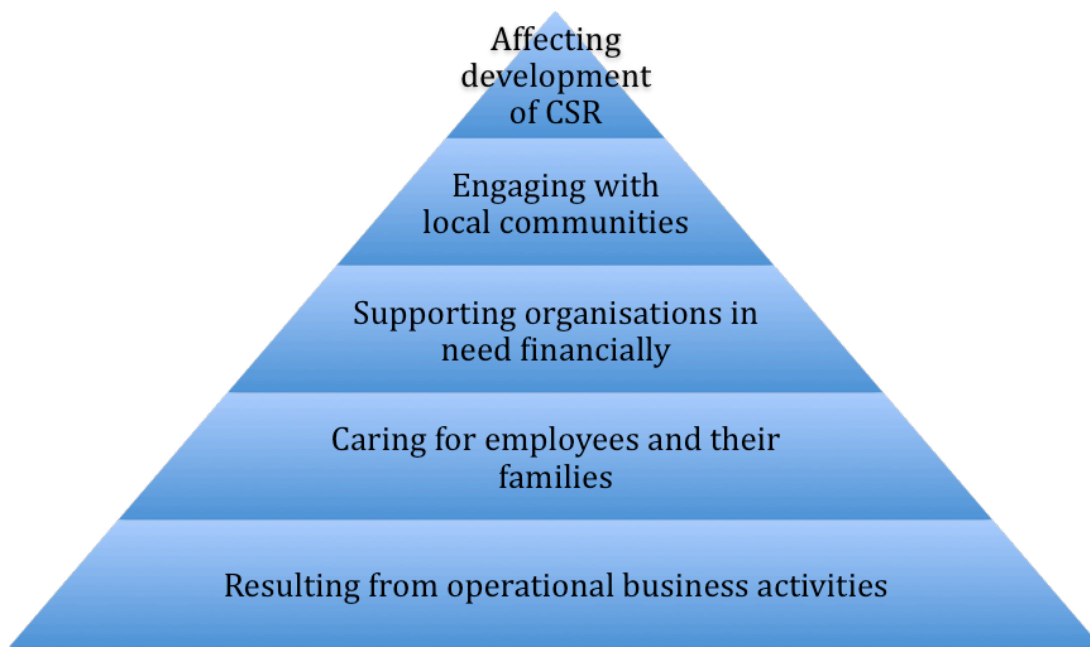 Affecting
development
of CSR
Engaging with
local communities
Supporting organisations in
need financially
Caring for employees and their
families
Resulting from operational business activities